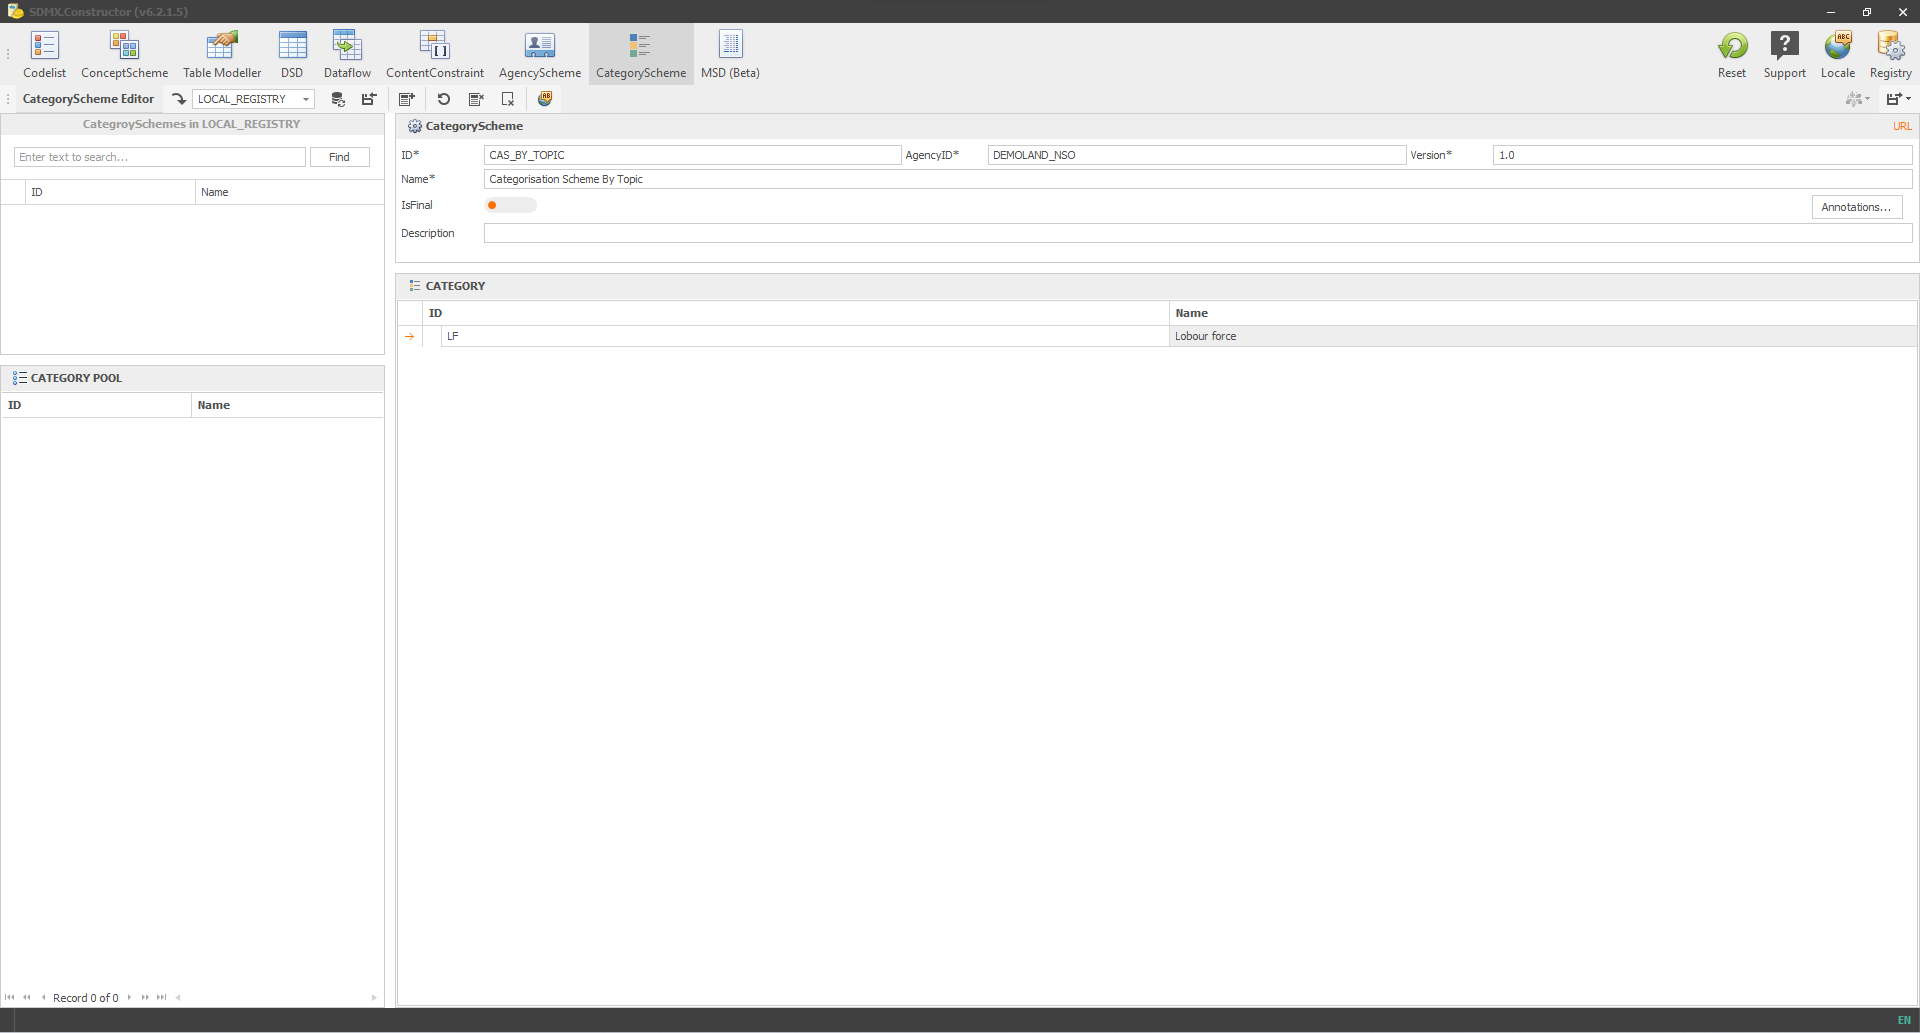 SDMX.Constructor (v6.2.1.5)
Codelist
ConceptScheme
Table Modeller
DSD
Dataflow
ContentConstraint
AgencyScheme
CategoryScheme
MSD (Beta)
Reset
Support
Locale
Registry
CategoryScheme Editor
LOCAL_REGISTRY
CategroySchemes in LOCAL_REGISTRY
Enter text to search...
Find
ID
Name
CATEGORY POOL
ID
Name
Record 0 of 0
CategoryScheme
URL
ID*
CAS_BY_TOPIC
AgencyID*
DEMOLAND_NSO
Version*
1.0
Name*
Categorisation Scheme By Topic
IsFinal
Annotations...
Description
CATEGORY
ID
Name
LF
Lobour force
EN